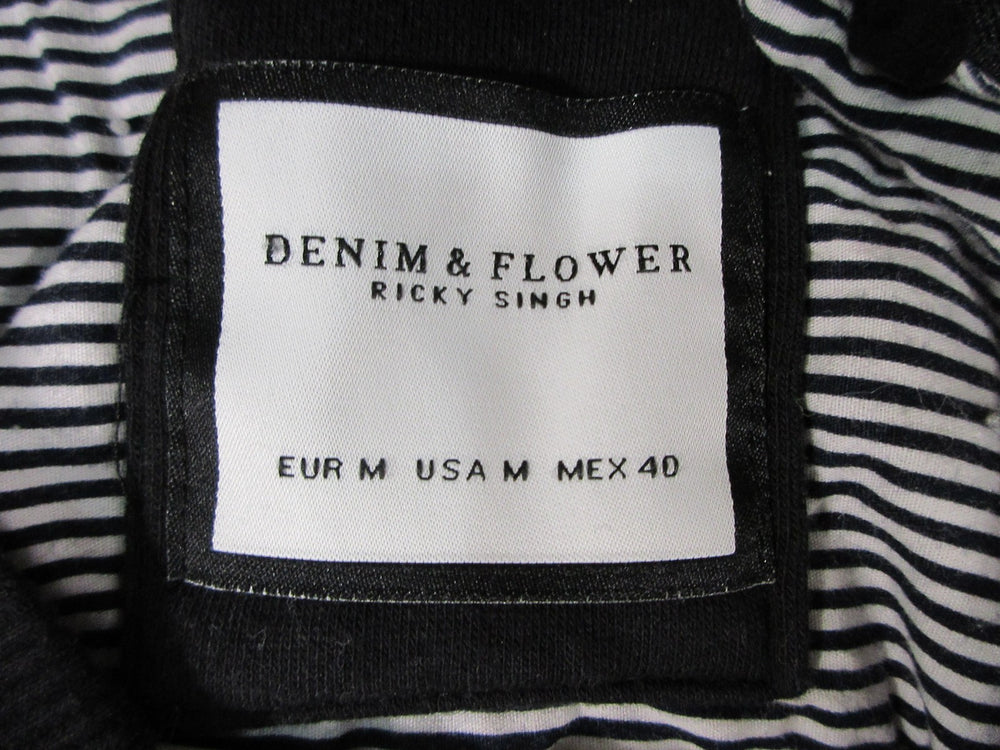 DENIM & FLOWER
RICKY SINGH
EUR M USA M MEX 40